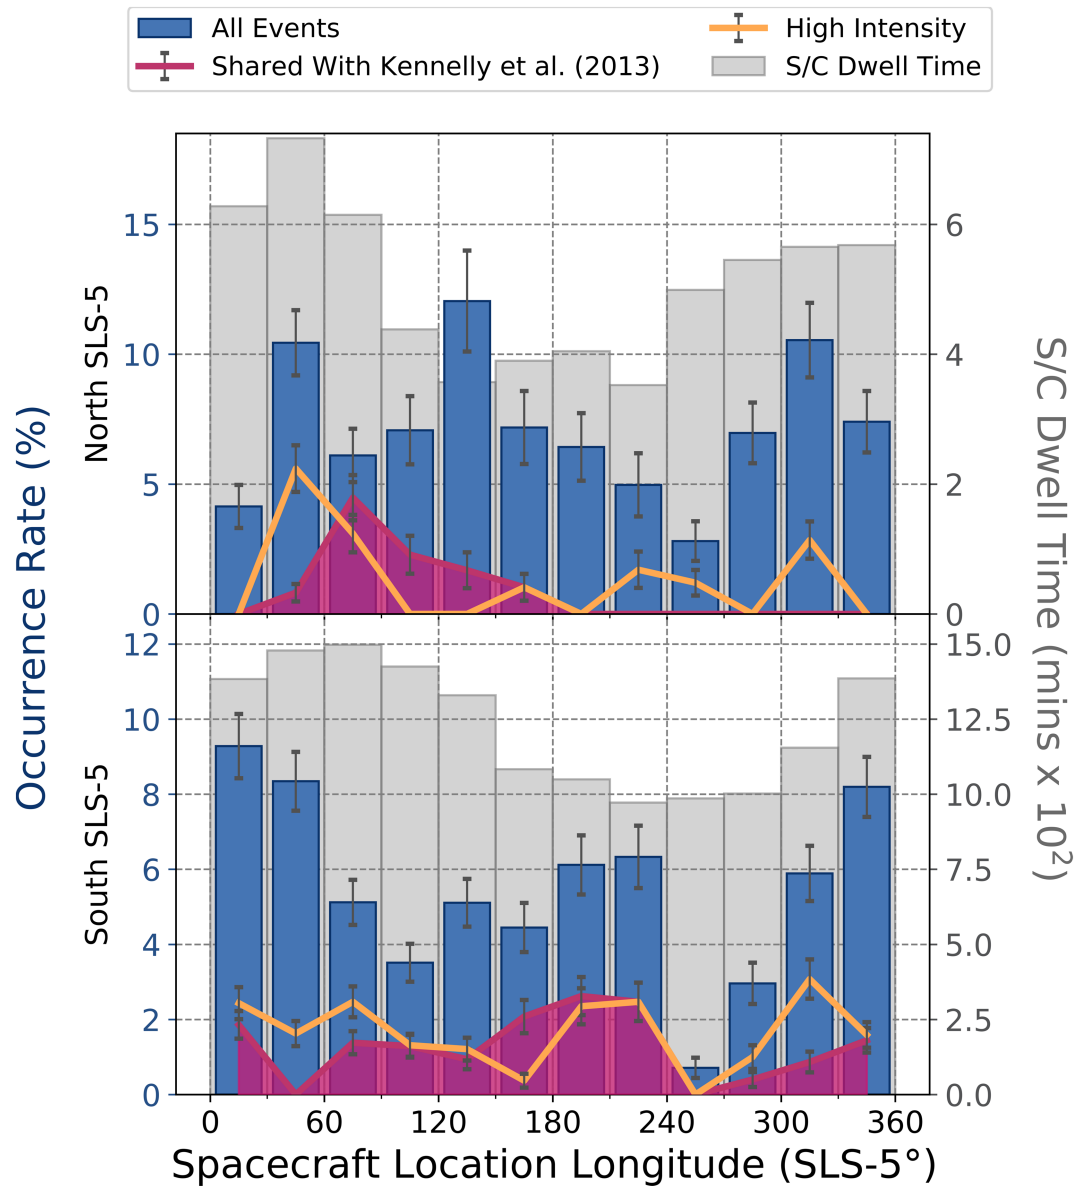 All Events
High Intensity
Shared With Kennelly et al. (2013)
S/C Dwell Time
North SLS-5
15
10
5
0
6
4
2
0
South SLS-5
12
10
8
6
4
2
0
15.0
12.5
10.0
7.5
5.0
2.5
0.0
Occurrence Rate (%)
S/C Dwell Time (mins x 10²)
0 60 120 180 240 300 360
Spacecraft Location Longitude (SLS-5°)